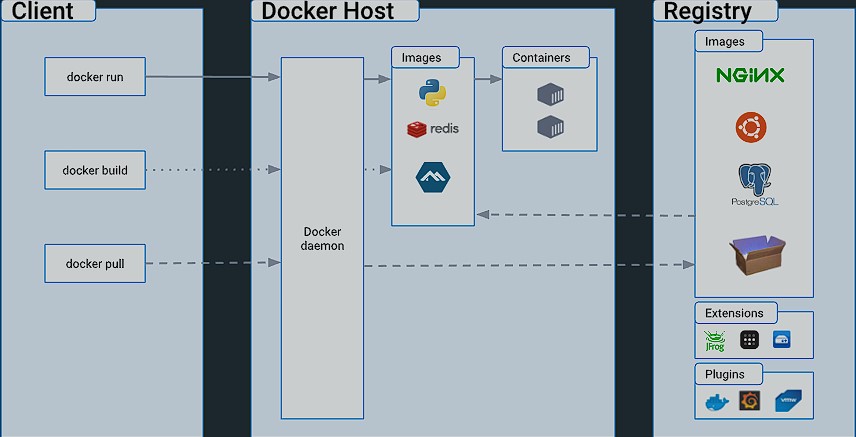 Client
docker run
docker build
docker pull
Docker Host
Docker
daemon
Images
redis
Containers
Registry
Images
NGINX
PostgreSQL
Extensions
JFrog
Plugins
vmw